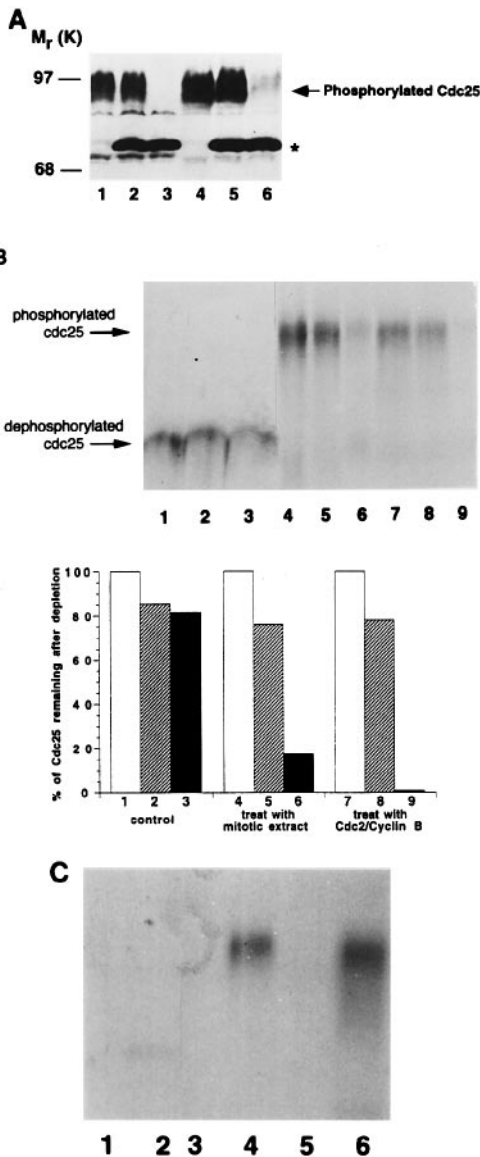 A
Mr (K)
97
Phosphorylated Cdc25
*
68
1 2 3 4 5 6
B
phosphorylated
cdc25
dephosphorylated
cdc25
1 2 3 4 5 6 7 8 9
% of Cdc25 remaining after depletion
100
80
60
40
20
0
1 2 3 4 5 6 7 8 9
control
treat with
mitotic extract
treat with
Cdc2/Cyclin B
C
1 2 3 4 5 6